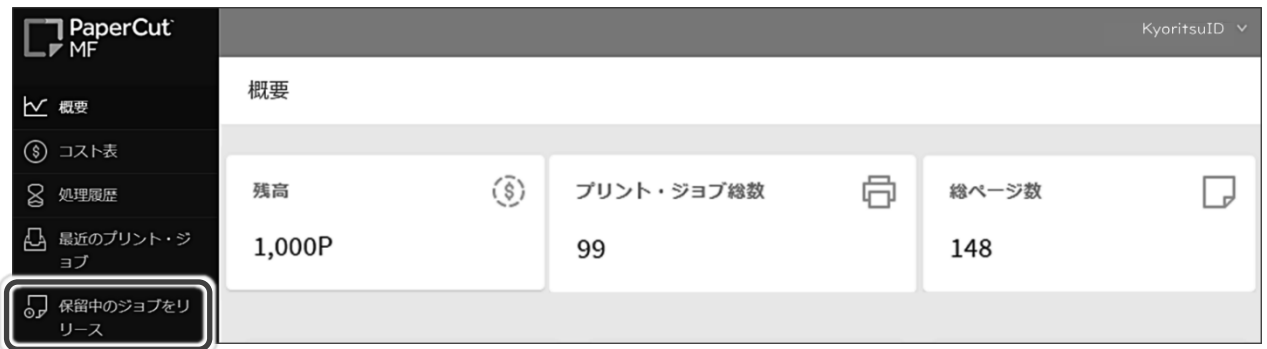 PaperCut
MF
KyoritsuID
概要
コスト表
処理履歴
最近のプリント・ジ
ョブ
保留中のジョブをリ
リース
概要
残高
1,000P
プリント・ジョブ総数
99
総ページ数
148